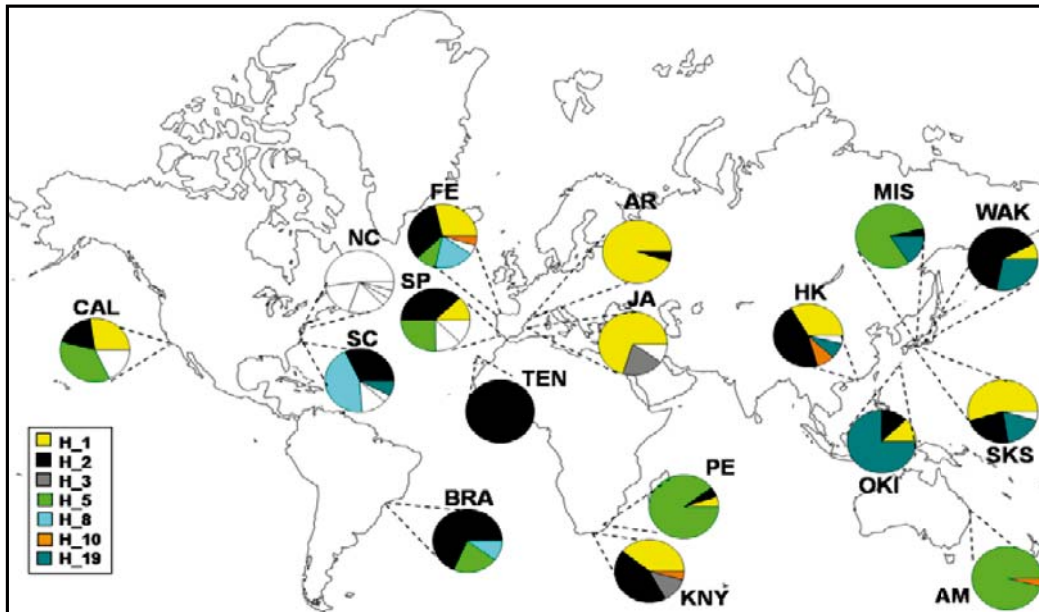 FE
AR
MIS
WAK
NC
SP
JA
HK
CAL
SC
TEN
SKS
OKI
PE
BRA
KNY
AM
H_1
H_2
H_3
H_5
H_8
H_10
H_19